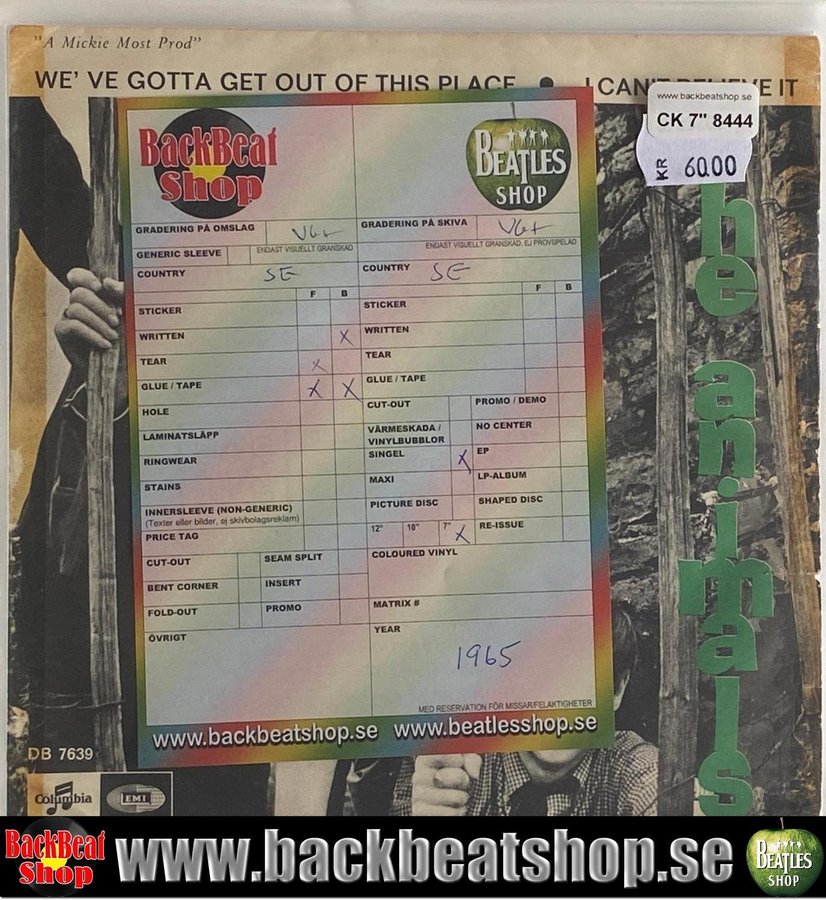 "A Mickie Most Prod"
WE' VE GOTTA GET OUT OF THIS PLACE • I CAN'T BELIEVE IT
www.backbeatshop.se
CK 7" 8444
KR 60.00
The animals
BackBeat Shop
BEATLES SHOP
GRADERING PÅ OMSLAG VG+
GRADERING PÅ SKIVA VG+
GENERIC SLEEVE
ENDAST VISUELLT GRANSKAD
ENDAST VISUELLT GRANSKAD, EJ PROVSPELAD
COUNTRY SE
COUNTRY SE
F B
F B
STICKER
STICKER
WRITTEN X
WRITTEN
TEAR X
TEAR
GLUE / TAPE X X
GLUE / TAPE
HOLE
CUT-OUT
PROMO / DEMO
LAMINATSLÄPP
VÄRMESKADA / VINYLBUBBLOR
NO CENTER
RINGWEAR
SINGEL X
EP
STAINS
MAXI
LP-ALBUM
INNERSLEEVE (NON-GENERIC)
(Texter eller bilder, ej skivbolagsreklam)
PICTURE DISC
SHAPED DISC
PRICE TAG
12" 10" 7" X
RE-ISSUE
CUT-OUT
SEAM SPLIT
COLOURED VINYL
BENT CORNER
INSERT
FOLD-OUT
PROMO
MATRIX #
ÖVRIGT
YEAR
1965
MED RESERVATION FÖR MISSAR/FELAKTIGHETER
www.backbeatshop.se www.beatlesshop.se
DB 7639
Columbia
EMI
BackBeat Shop
www.backbeatshop.se
BEATLES SHOP